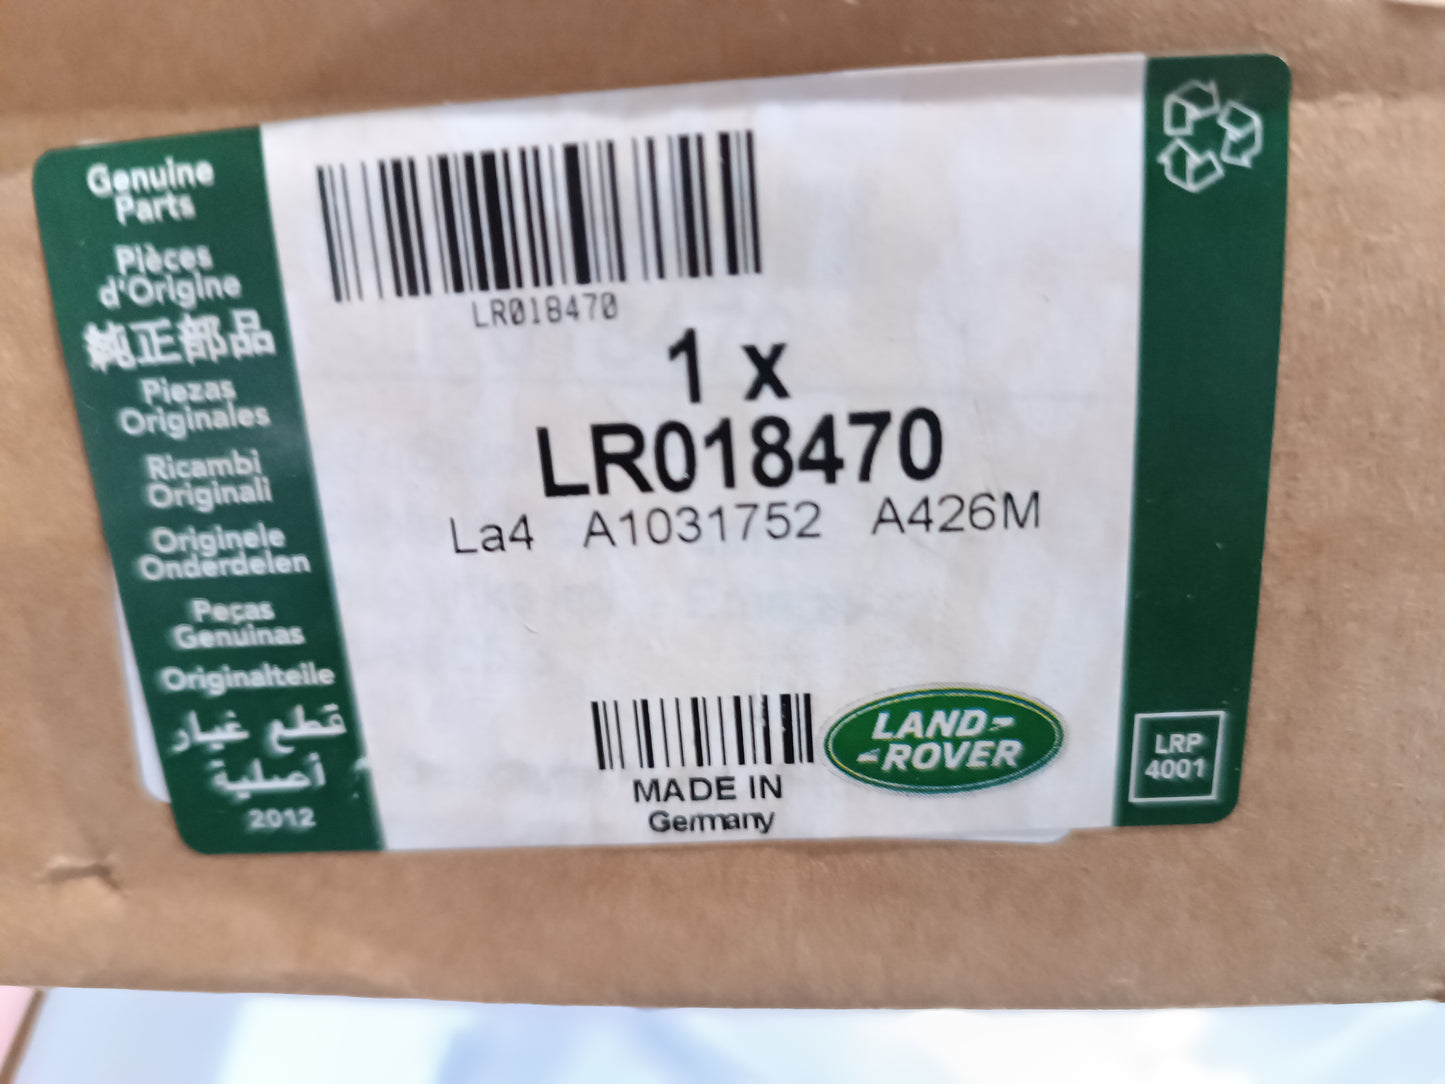 Genuine
Parts
Pièces
d'Origine
純正部品
Piezas
Originales
Ricambi
Originali
Originele
Onderdelen
Peças
Genuinas
Originalteile
قطع غيار
أصلية
2012
LR018470
1 x
LR018470
La4 A1031752 A426M
MADE IN
Germany
LAND-
-ROVER
LRP
4001